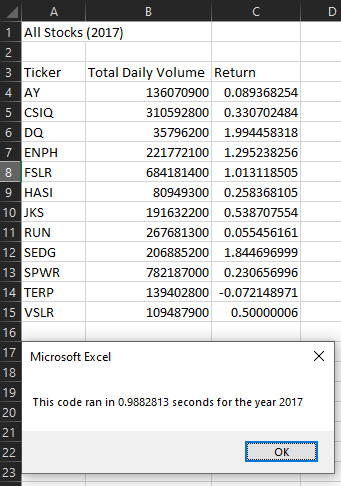 A B C D
1 All Stocks (2017)
2
3 Ticker Total Daily Volume Return
4 AY 136070900 0.089368254
5 CSIQ 310592800 0.330702484
6 DQ 35796200 1.994458318
7 ENPH 221772100 1.295238256
8 FSLR 684181400 1.013118505
9 HASI 80949300 0.258368105
10 JKS 191632200 0.538707554
11 RUN 267681300 0.055456161
12 SEDG 206885200 1.844696999
13 SPWR 782187000 0.230656996
14 TERP 139402800 -0.072148971
15 VSLR 109487900 0.50000006
16
17 Microsoft Excel
18
19
20 This code ran in 0.9882813 seconds for the year 2017
21
22 OK
23